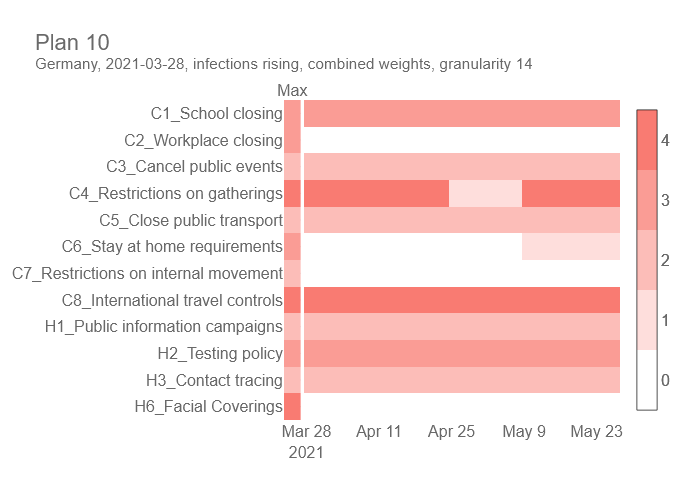 Plan 10
Germany, 2021-03-28, infections rising, combined weights, granularity 14
Max
C1_School closing
C2_Workplace closing
C3_Cancel public events
C4_Restrictions on gatherings
C5_Close public transport
C6_Stay at home requirements
C7_Restrictions on internal movement
C8_International travel controls
H1_Public information campaigns
H2_Testing policy
H3_Contact tracing
H6_Facial Coverings
4
3
2
1
0
Mar 28 Apr 11 Apr 25 May 9 May 23
2021